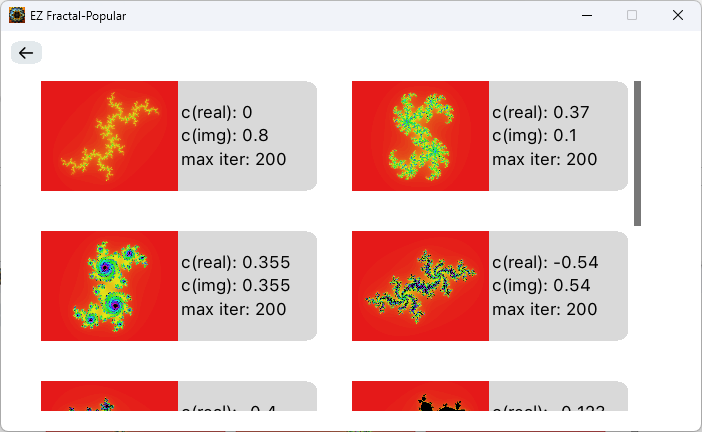 EZ Fractal-Popular
c(real): 0
c(img): 0.8
max iter: 200
c(real): 0.37
c(img): 0.1
max iter: 200
c(real): 0.355
c(img): 0.355
max iter: 200
c(real): -0.54
c(img): 0.54
max iter: 200
c(real): -0.4
c(real): -0.123